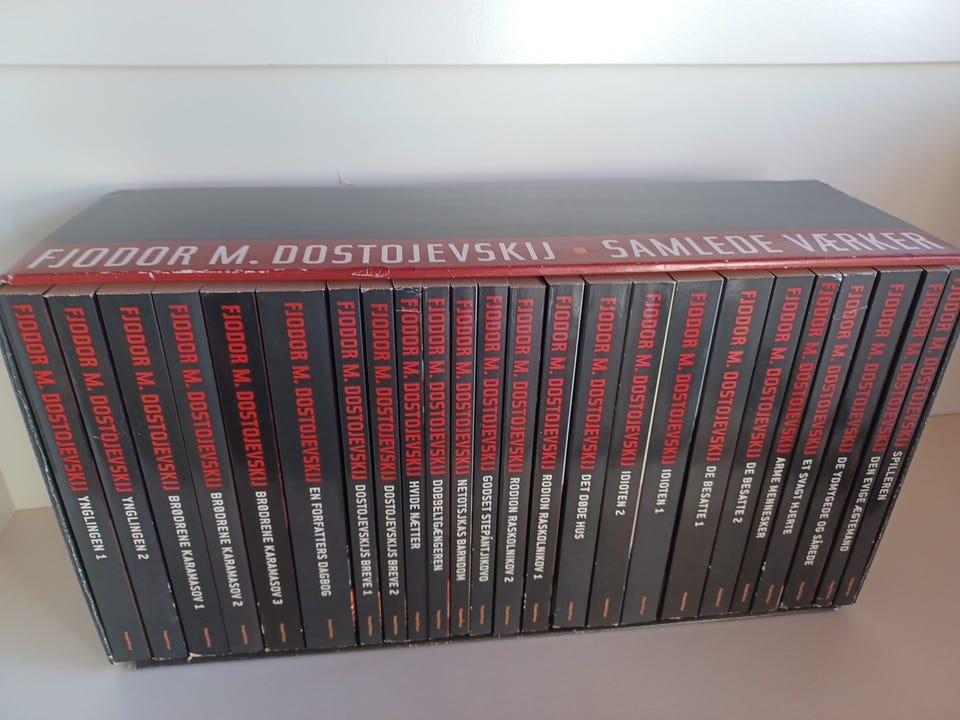 FJODOR M. DOSTOJEVSKIJ · SAMLEDE VÆRKER
FJODOR M. DOSTOJEVSKIJ YNGLINGEN 1
FJODOR M. DOSTOJEVSKIJ YNGLINGEN 2
FJODOR M. DOSTOJEVSKIJ BRØDRENE KARAMASOV 1
FJODOR M. DOSTOJEVSKIJ BRØDRENE KARAMASOV 2
FJODOR M. DOSTOJEVSKIJ BRØDRENE KARAMASOV 3
FJODOR M. DOSTOJEVSKIJ EN FORFATTERS DAGBOG
FJODOR M. DOSTOJEVSKIJ DOSTOJEVSKIJS BREVE 1
FJODOR M. DOSTOJEVSKIJ DOSTOJEVSKIJS BREVE 2
FJODOR M. DOSTOJEVSKIJ HVIDE NÆTTER
FJODOR M. DOSTOJEVSKIJ DOBBELTGÆNGEREN
FJODOR M. DOSTOJEVSKIJ NETOTSJKAS BARNDOM
FJODOR M. DOSTOJEVSKIJ GODSET STEPÁNTJIKOVO
FJODOR M. DOSTOJEVSKIJ RODION RASKOLNIKOV 2
FJODOR M. DOSTOJEVSKIJ RODION RASKOLNIKOV 1
FJODOR M. DOSTOJEVSKIJ DET DØDE HUS
FJODOR M. DOSTOJEVSKIJ IDIOTEN 2
FJODOR M. DOSTOJEVSKIJ IDIOTEN 1
FJODOR M. DOSTOJEVSKIJ DE BESATTE 1
FJODOR M. DOSTOJEVSKIJ DE BESATTE 2
FJODOR M. DOSTOJEVSKIJ ARME MENNESKER
FJODOR M. DOSTOJEVSKIJ ET SVAGT HJERTE
FJODOR M. DOSTOJEVSKIJ DE YDMYGEDE OG SÅREDE
FJODOR M. DOSTOJEVSKIJ DEN EVIGE ÆGTEMAND
FJODOR M. DOSTOJEVSKIJ SPILLEREN